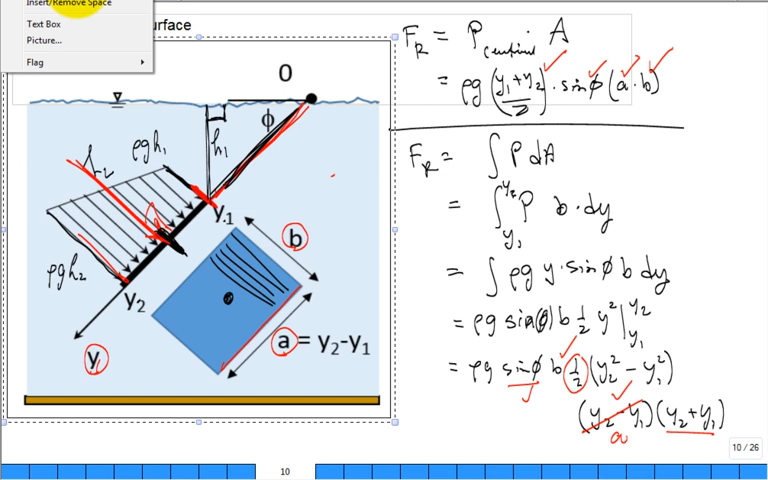 Insert/Remove Space
Text Box
Picture...
Flag
urface
O
ϕ
h₁
ρgh₁
F_R
y₁
ρgh₂
y₂
b
y
a = y₂-y₁
F_R = P_centroid A
= ρg (y₁+y₂)/2 · sinϕ (a·b)
F_R = ∫ P dA
= ∫_{y₁}^{y₂} P b·dy
= ∫ ρg y·sinϕ b dy
= ρg sin(ϕ) b ½ y² |_{y₁}^{y₂}
= ρg sinϕ b ½ (y₂² − y₁²)
(y₂−y₁)(y₂+y₁)
a
10 / 26
10